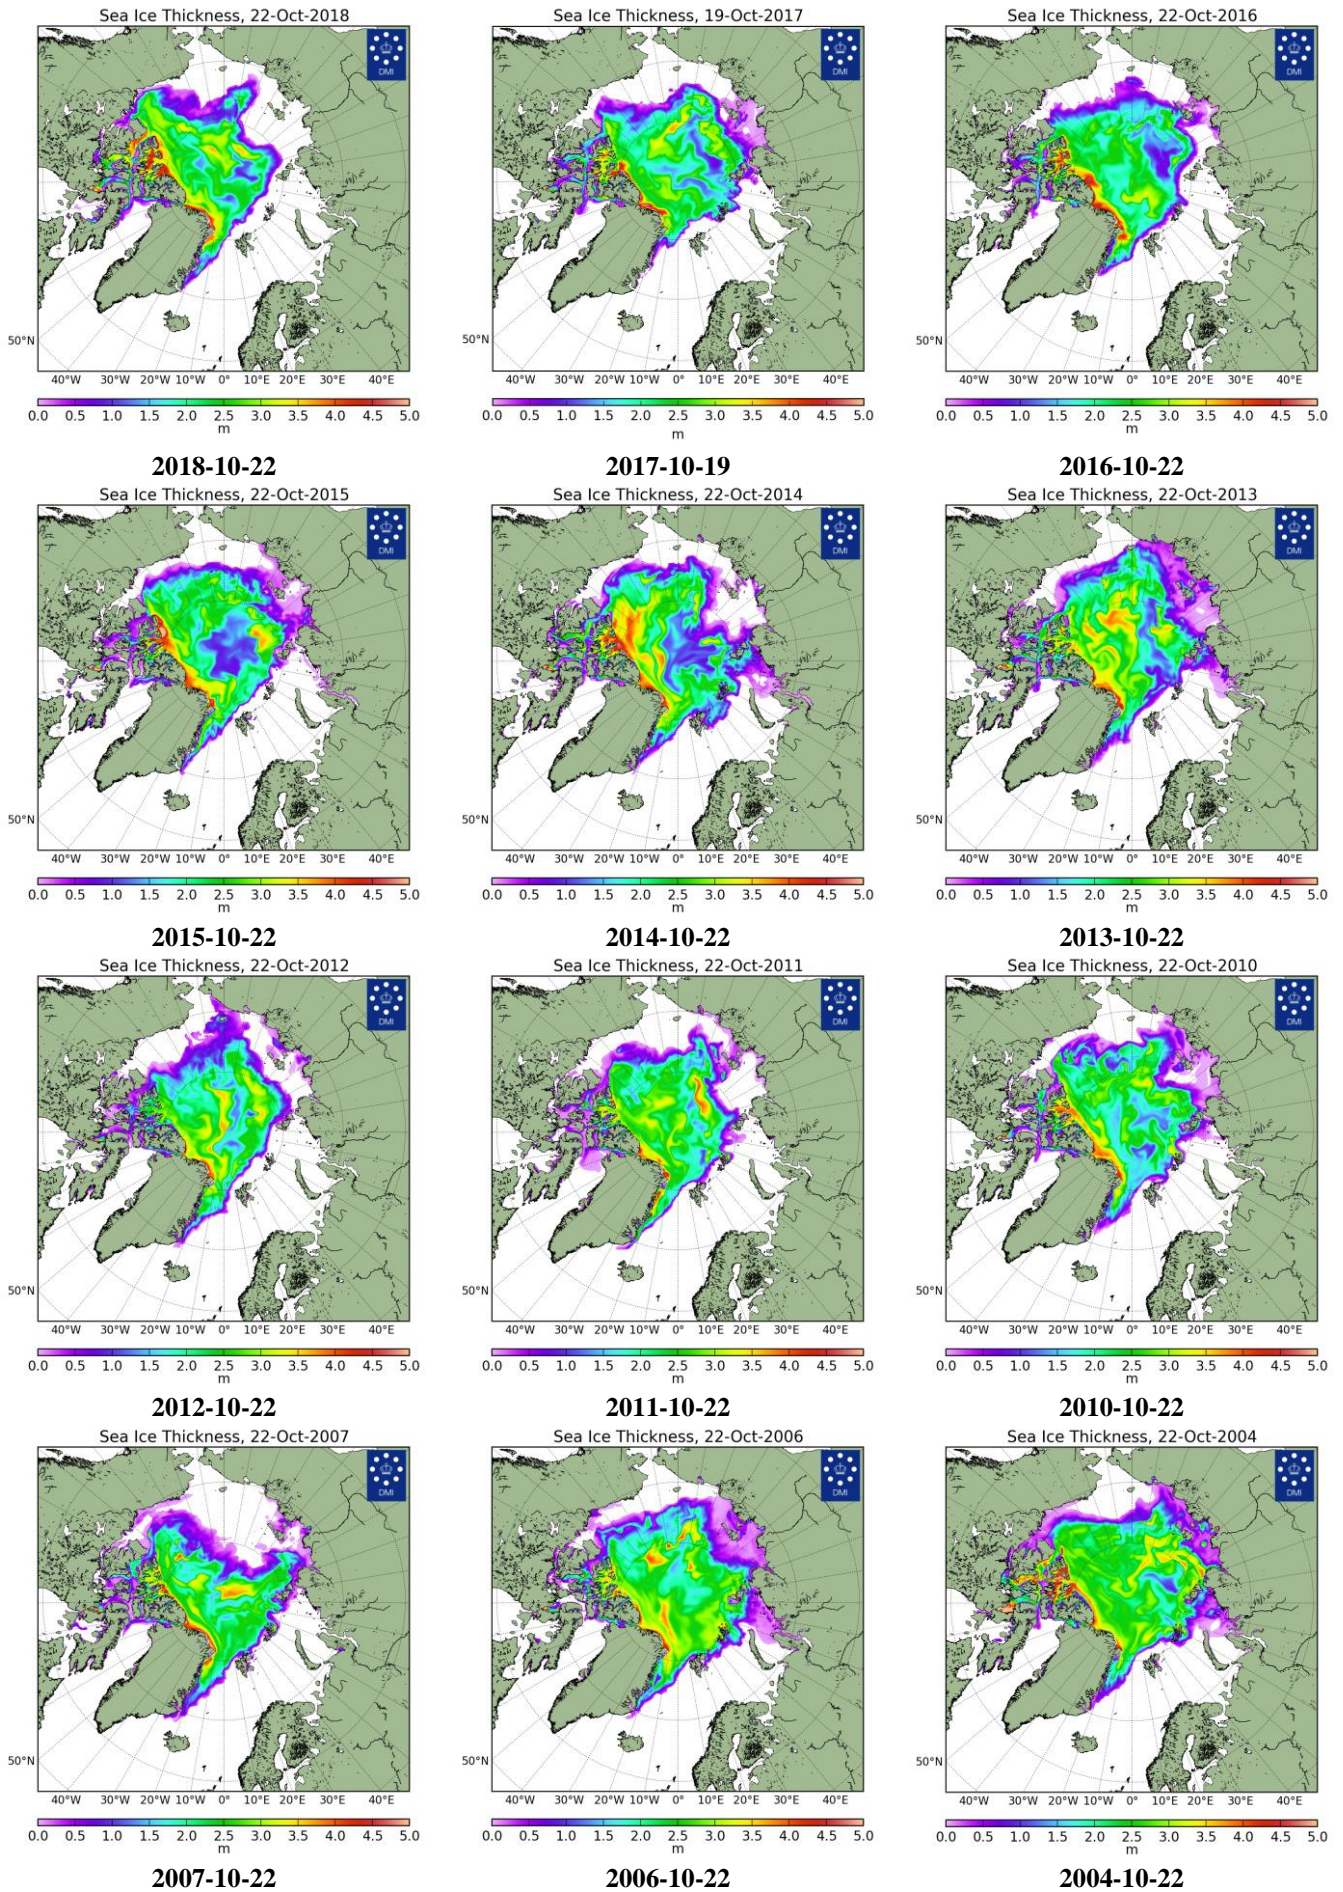 Sea Ice Thickness, 22-Oct-2018 Sea Ice Thickness, 19-Oct-2017 Sea Ice Thickness, 22-Oct-2016
DMI DMI DMI
50°N 50°N 50°N
40°W 30°W 20°W 10°W 0° 10°E 20°E 30°E 40°E 40°W 30°W 20°W 10°W 0° 10°E 20°E 30°E 40°E 40°W 30°W 20°W 10°W 0° 10°E 20°E 30°E 40°E
0.0 0.5 1.0 1.5 2.0 2.5 3.0 3.5 4.0 4.5 5.0 0.0 0.5 1.0 1.5 2.0 2.5 3.0 3.5 4.0 4.5 5.0 0.0 0.5 1.0 1.5 2.0 2.5 3.0 3.5 4.0 4.5 5.0
m m m
2018-10-22 2017-10-19 2016-10-22
Sea Ice Thickness, 22-Oct-2015 Sea Ice Thickness, 22-Oct-2014 Sea Ice Thickness, 22-Oct-2013
DMI DMI DMI
50°N 50°N 50°N
40°W 30°W 20°W 10°W 0° 10°E 20°E 30°E 40°E 40°W 30°W 20°W 10°W 0° 10°E 20°E 30°E 40°E 40°W 30°W 20°W 10°W 0° 10°E 20°E 30°E 40°E
0.0 0.5 1.0 1.5 2.0 2.5 3.0 3.5 4.0 4.5 5.0 0.0 0.5 1.0 1.5 2.0 2.5 3.0 3.5 4.0 4.5 5.0 0.0 0.5 1.0 1.5 2.0 2.5 3.0 3.5 4.0 4.5 5.0
m m m
2015-10-22 2014-10-22 2013-10-22
Sea Ice Thickness, 22-Oct-2012 Sea Ice Thickness, 22-Oct-2011 Sea Ice Thickness, 22-Oct-2010
DMI DMI DMI
50°N 50°N 50°N
40°W 30°W 20°W 10°W 0° 10°E 20°E 30°E 40°E 40°W 30°W 20°W 10°W 0° 10°E 20°E 30°E 40°E 40°W 30°W 20°W 10°W 0° 10°E 20°E 30°E 40°E
0.0 0.5 1.0 1.5 2.0 2.5 3.0 3.5 4.0 4.5 5.0 0.0 0.5 1.0 1.5 2.0 2.5 3.0 3.5 4.0 4.5 5.0 0.0 0.5 1.0 1.5 2.0 2.5 3.0 3.5 4.0 4.5 5.0
m m m
2012-10-22 2011-10-22 2010-10-22
Sea Ice Thickness, 22-Oct-2007 Sea Ice Thickness, 22-Oct-2006 Sea Ice Thickness, 22-Oct-2004
DMI DMI DMI
50°N 50°N 50°N
40°W 30°W 20°W 10°W 0° 10°E 20°E 30°E 40°E 40°W 30°W 20°W 10°W 0° 10°E 20°E 30°E 40°E 40°W 30°W 20°W 10°W 0° 10°E 20°E 30°E 40°E
0.0 0.5 1.0 1.5 2.0 2.5 3.0 3.5 4.0 4.5 5.0 0.0 0.5 1.0 1.5 2.0 2.5 3.0 3.5 4.0 4.5 5.0 0.0 0.5 1.0 1.5 2.0 2.5 3.0 3.5 4.0 4.5 5.0
m m m
2007-10-22 2006-10-22 2004-10-22